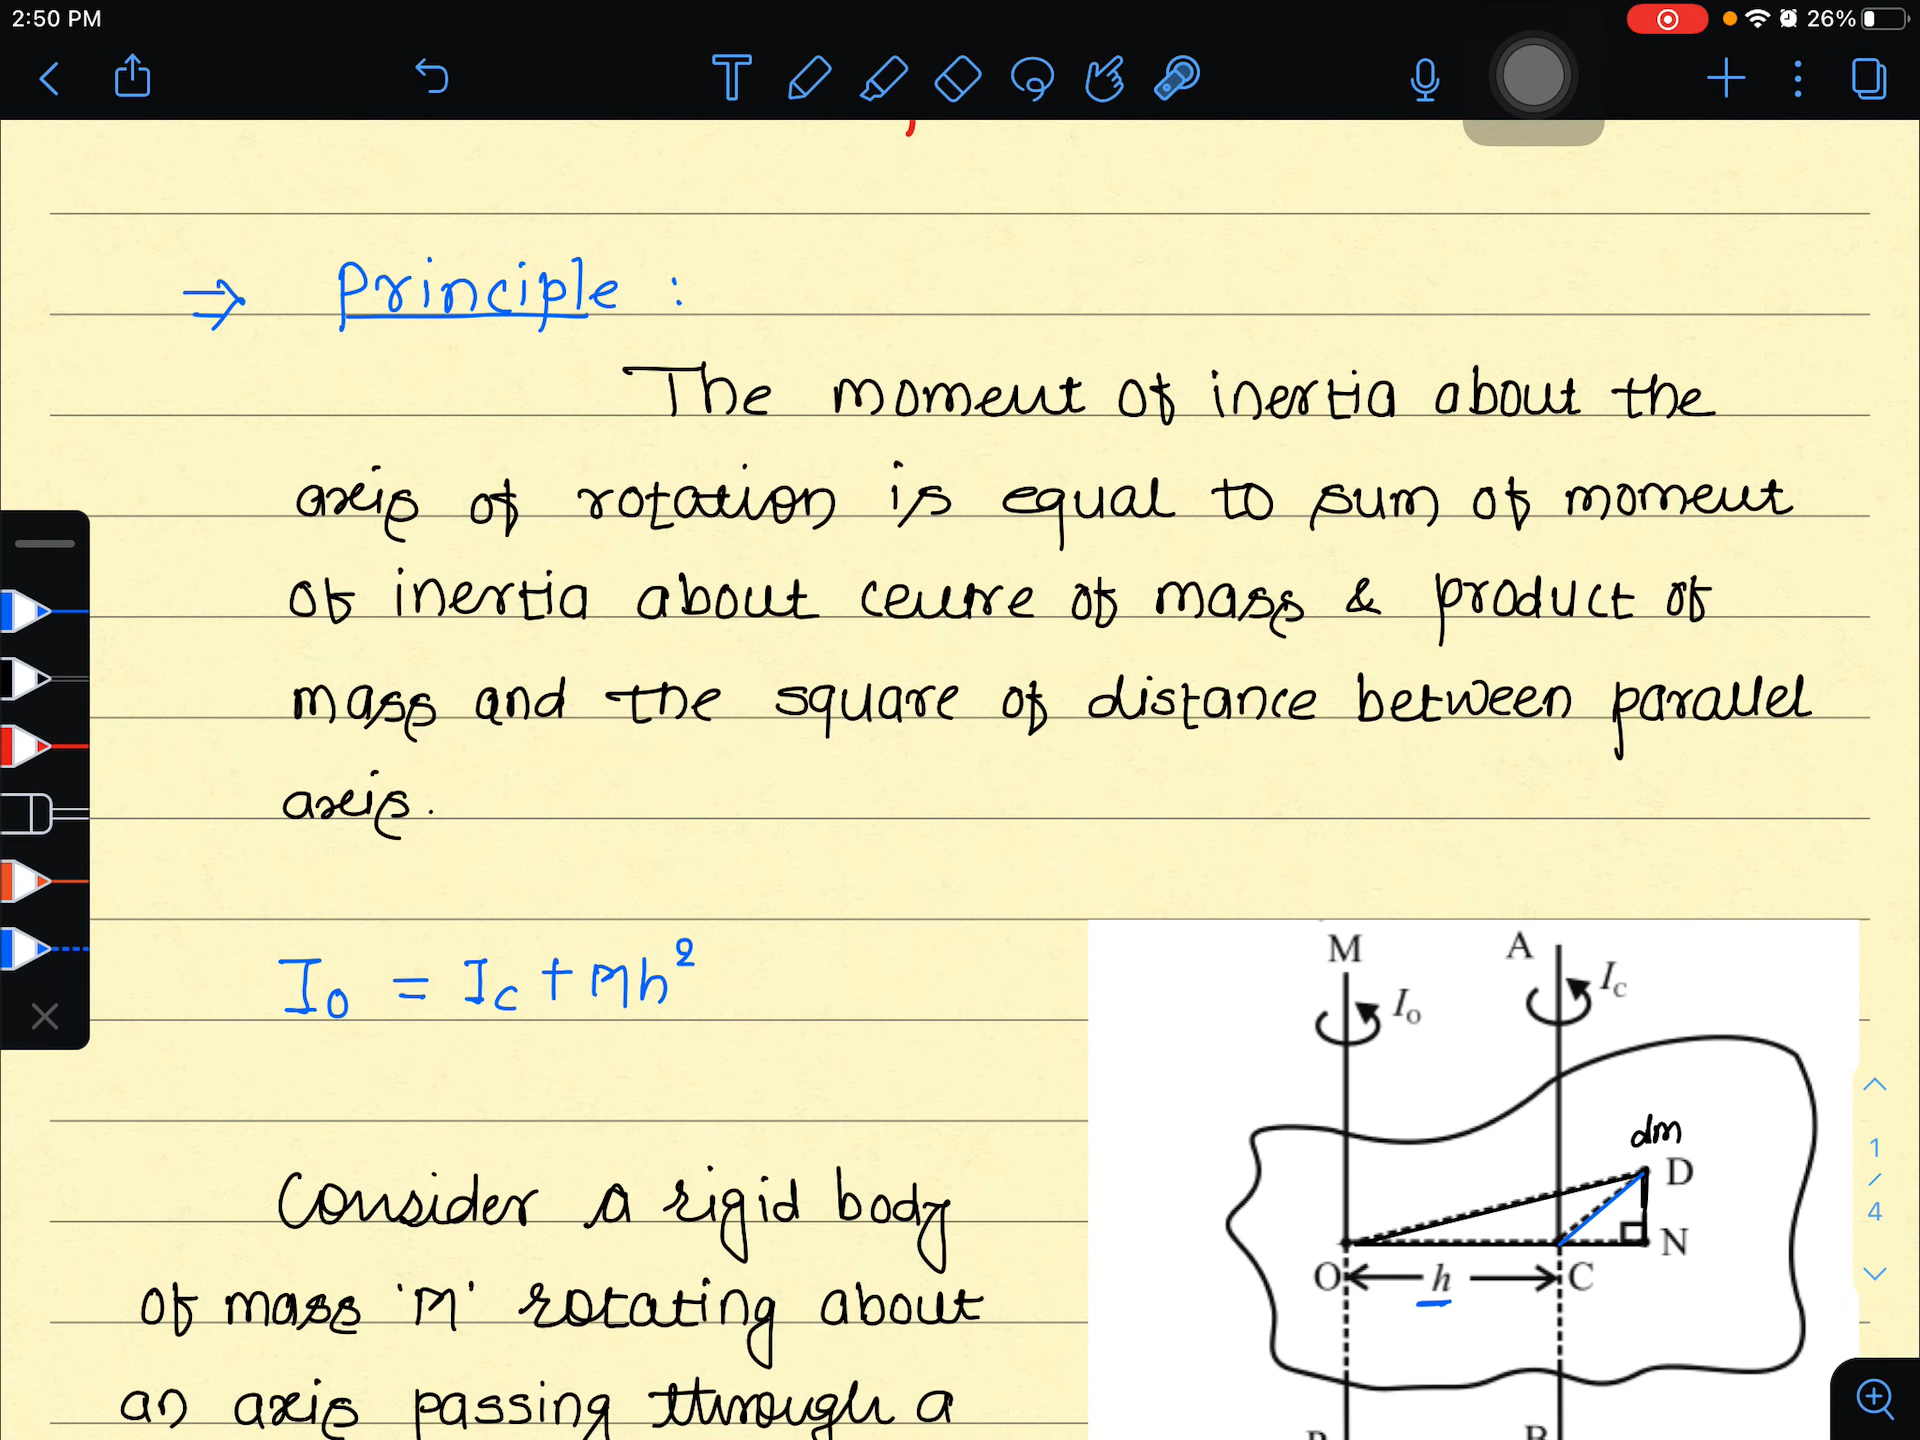 2:50 PM
26%
⇒ Principle :
The moment of inertia about the
axis of rotation is equal to sum of moment
of inertia about centre of mass & product of
mass and the square of distance between parallel
axis.
I₀ = Ic + Mh²
M
A
Io
Ic
dm
D
N
O
h
C
B
1
/
4
Consider a rigid body
of mass 'M' rotating about
an axis passing through a